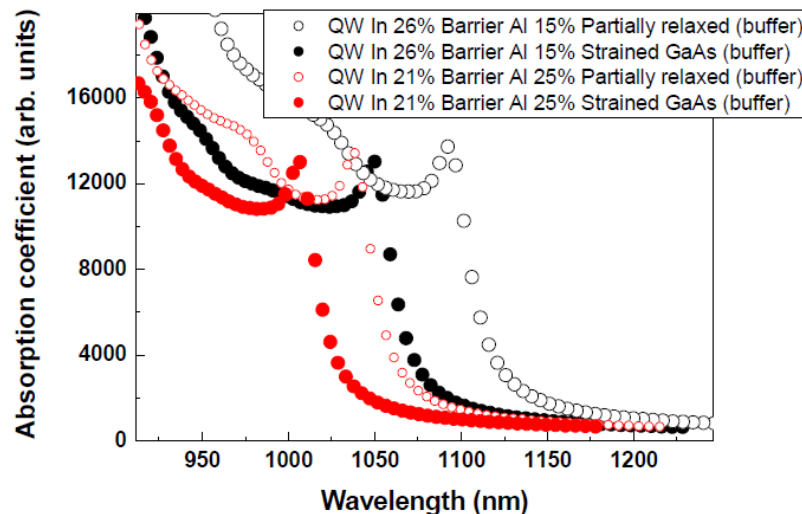 QW In 26% Barrier Al 15% Partially relaxed (buffer)
QW In 26% Barrier Al 15% Strained GaAs (buffer)
QW In 21% Barrier Al 25% Partially relaxed (buffer)
QW In 21% Barrier Al 25% Strained GaAs (buffer)
Absorption coefficient (arb. units)
16000
12000
8000
4000
0
950 1000 1050 1100 1150 1200
Wavelength (nm)